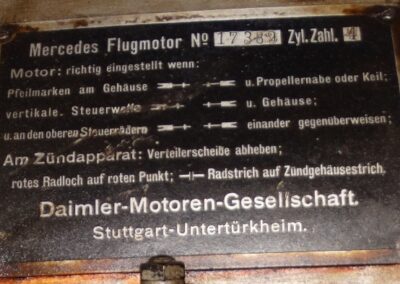 Mercedes Flugmotor No 17382 Zyl. Zahl. 4
Motor: richtig eingestellt wenn:
Pfeilmarken am Gehäuse u. Propellernabe oder Keil;
vertikale. Steuerwelle u. Gehäuse;
u. an den oberen Steuerrädern einander gegenüberweisen;
Am Zündapparat: Verteilerscheibe abheben;
rotes Radloch auf roten Punkt; Radstrich auf Zündgehäusestrich.
Daimler-Motoren-Gesellschaft.
Stuttgart-Untertürkheim.